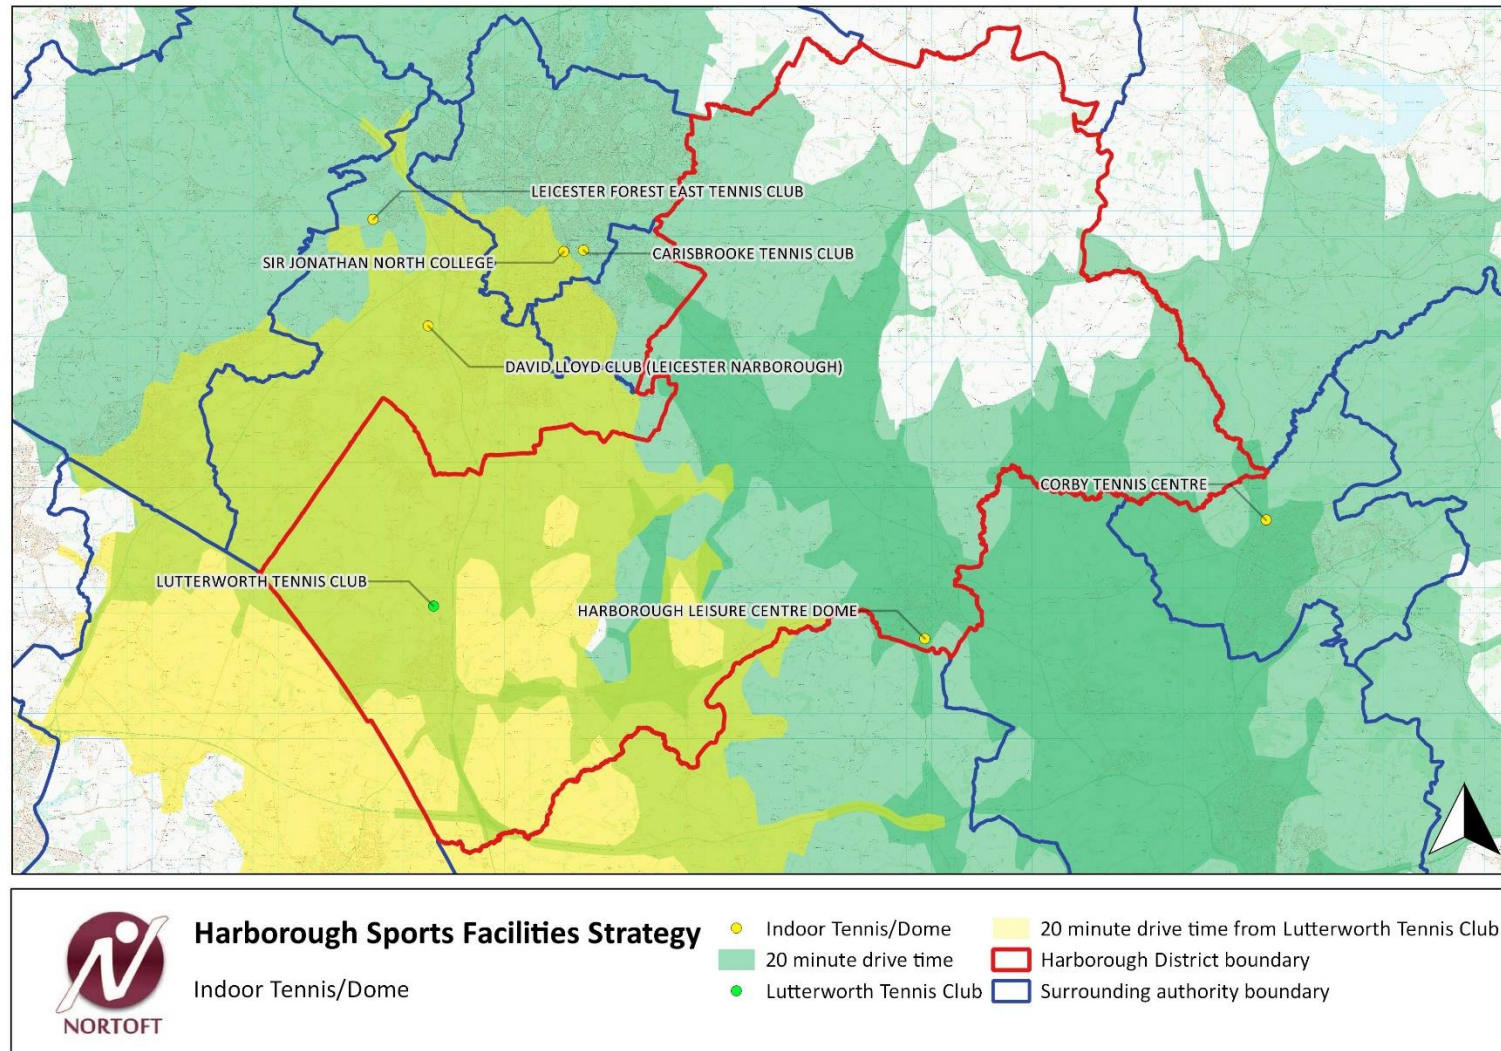 LEICESTER FOREST EAST TENNIS CLUB
SIR JONATHAN NORTH COLLEGE
CARISBROOKE TENNIS CLUB
DAVID LLOYD CLUB (LEICESTER NARBOROUGH)
CORBY TENNIS CENTRE
LUTTERWORTH TENNIS CLUB
HARBOROUGH LEISURE CENTRE DOME
NORTOFT
Harborough Sports Facilities Strategy
Indoor Tennis/Dome
Indoor Tennis/Dome
20 minute drive time
Lutterworth Tennis Club
20 minute drive time from Lutterworth Tennis Club
Harborough District boundary
Surrounding authority boundary